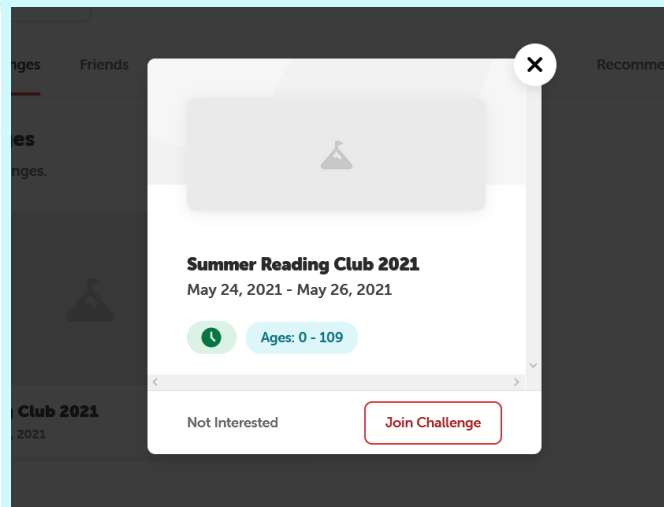 nges Friends Recomme
es
nges.
Summer Reading Club 2021
May 24, 2021 - May 26, 2021
Ages: 0 - 109
Club 2021
, 2021
Not Interested Join Challenge